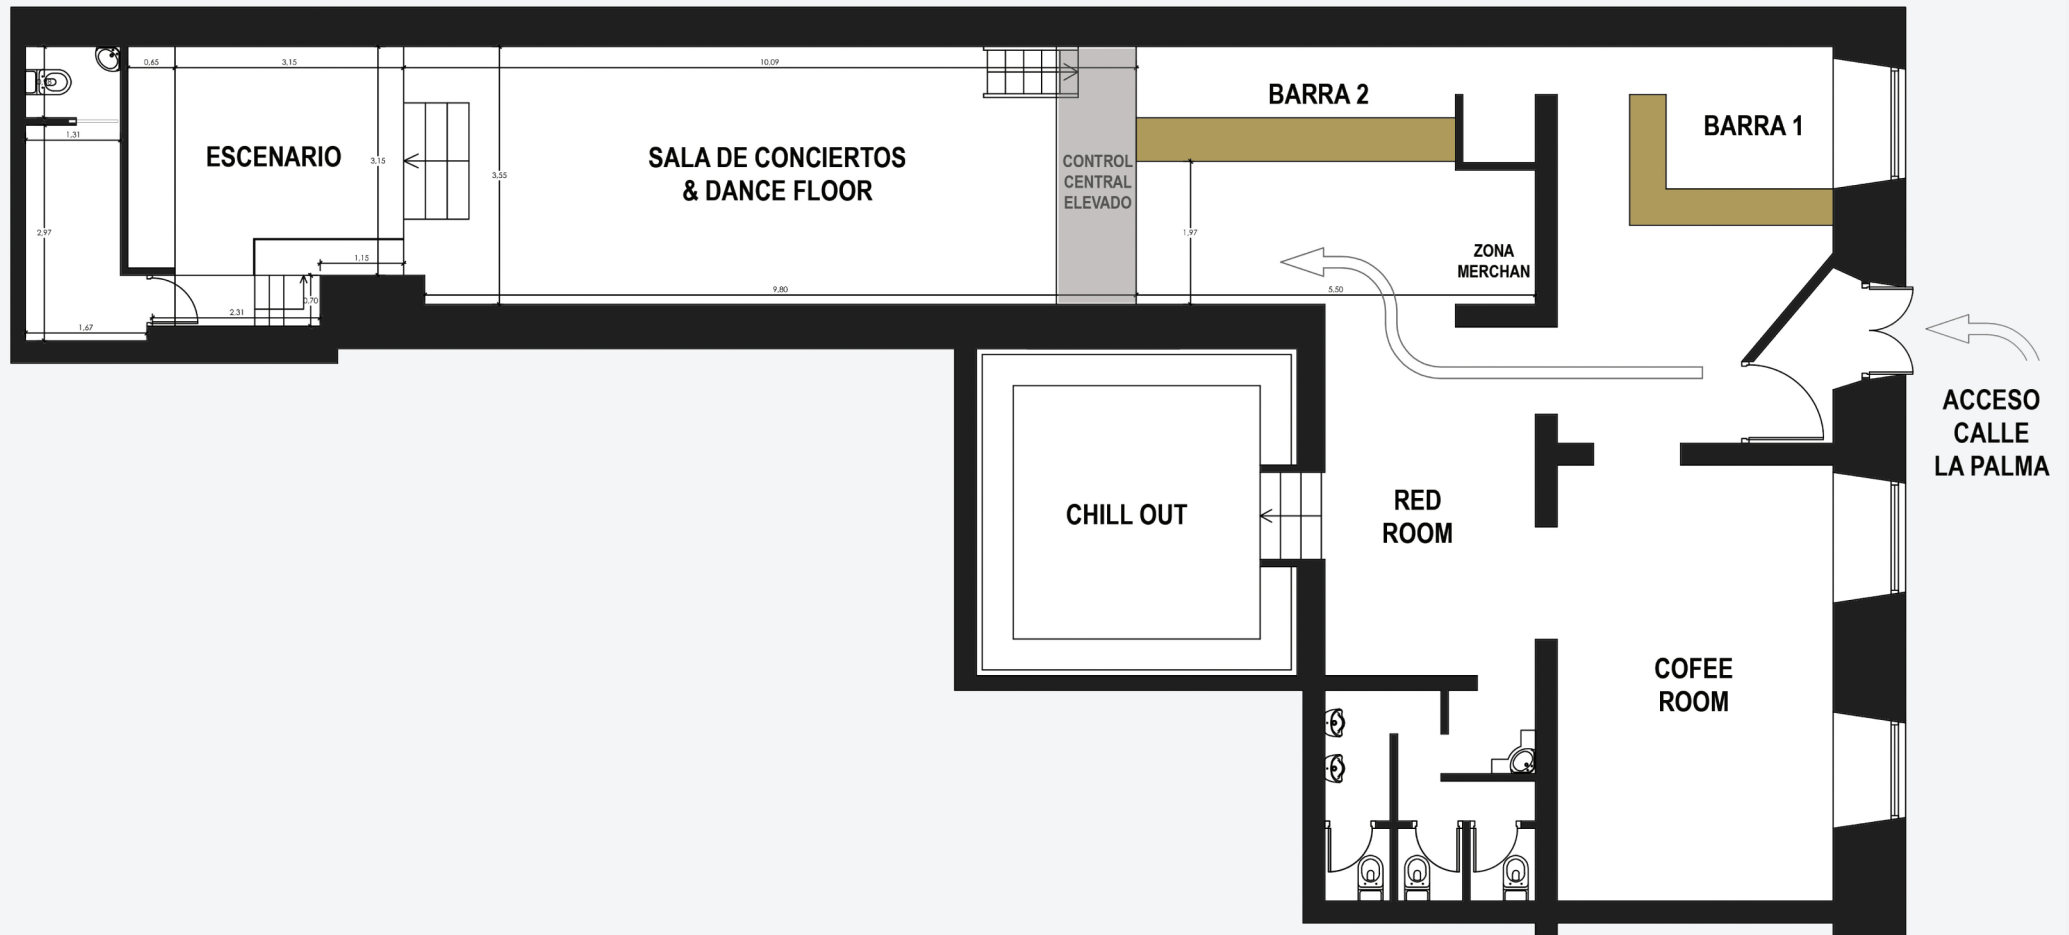 0,65
3,15
10,09
BARRA 2
BARRA 1
1,31
ESCENARIO
3,15
SALA DE CONCIERTOS
& DANCE FLOOR
3,55
CONTROL
CENTRAL
ELEVADO
2,97
1,97
ZONA
MERCHAN
1,15
9,80
5,50
0,70
2,31
1,67
ACCESO
CALLE
LA PALMA
CHILL OUT
RED
ROOM
COFEE
ROOM